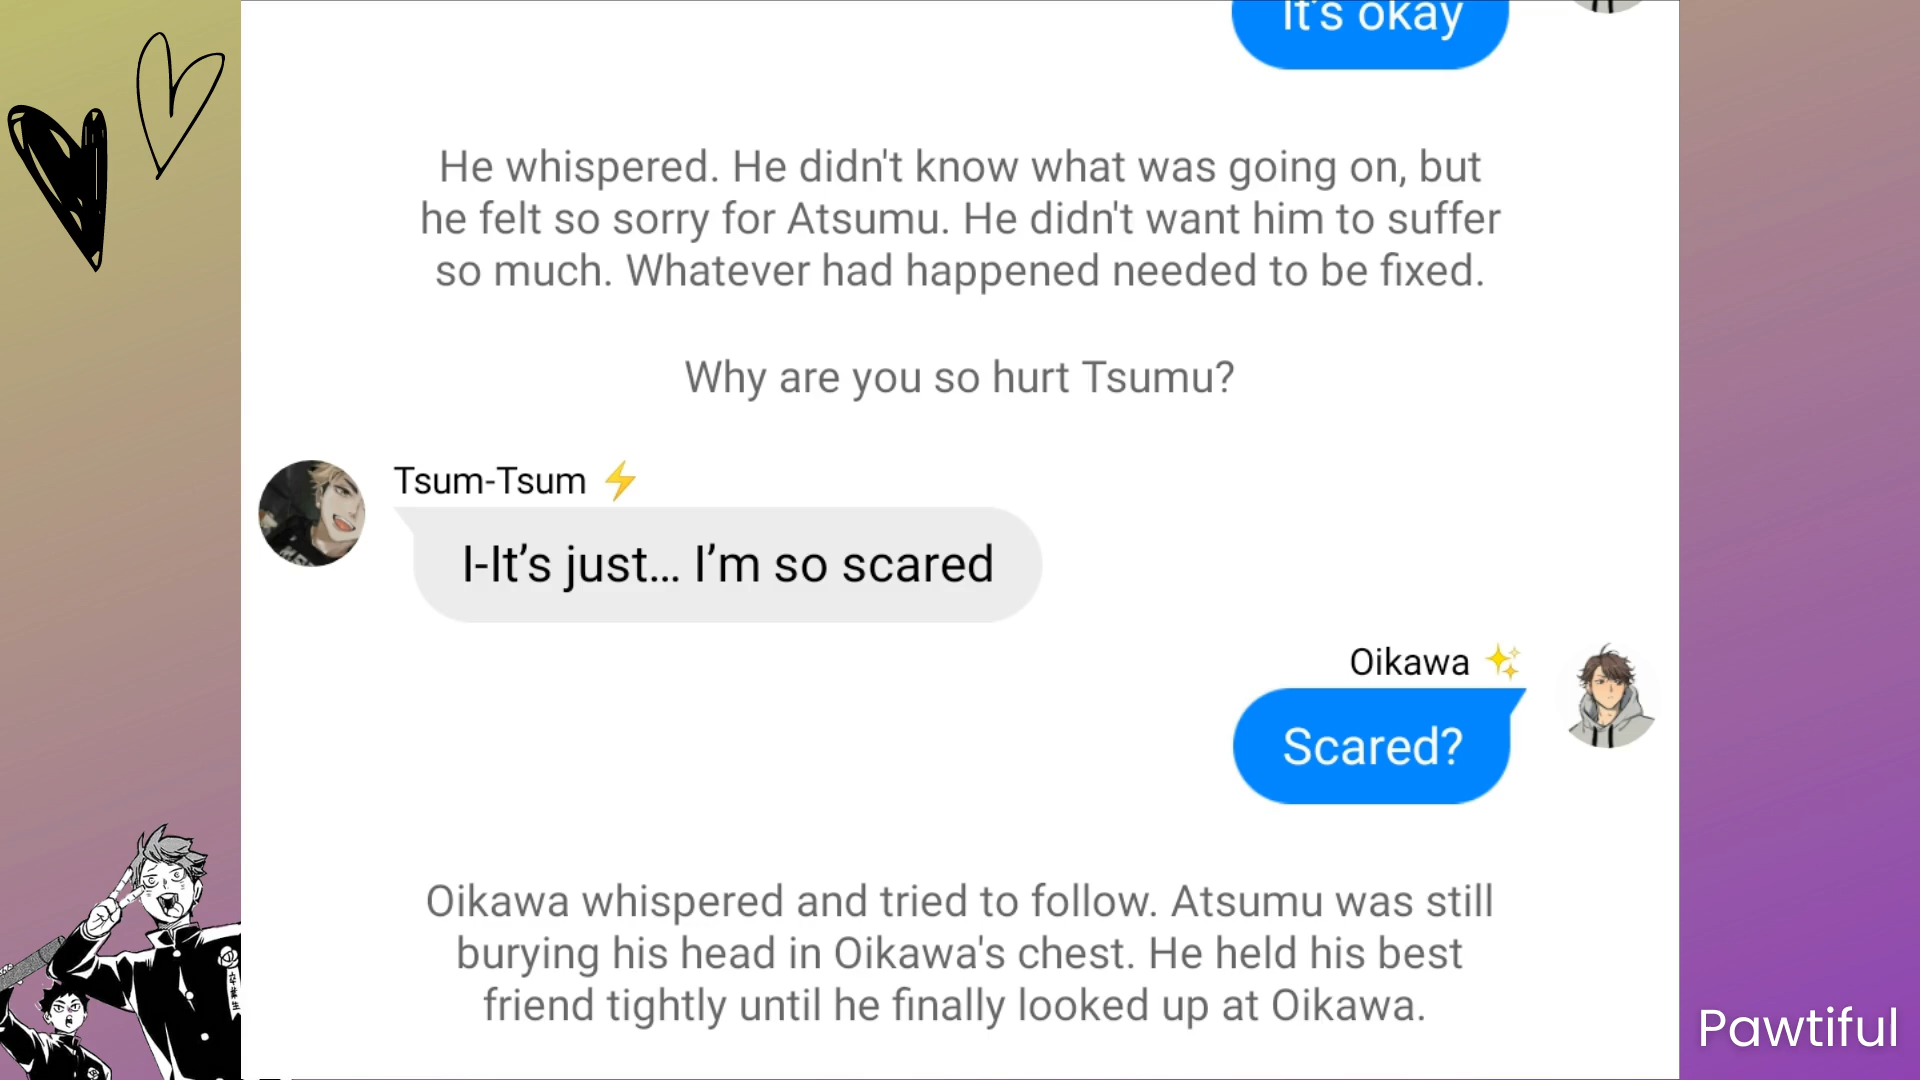 It's okay
He whispered. He didn't know what was going on, but
he felt so sorry for Atsumu. He didn't want him to suffer
so much. Whatever had happened needed to be fixed.
Why are you so hurt Tsumu?
Tsum-Tsum ⚡
I-It’s just… I’m so scared
Oikawa ✨
Scared?
Oikawa whispered and tried to follow. Atsumu was still
burying his head in Oikawa's chest. He held his best
friend tightly until he finally looked up at Oikawa.
Pawtiful